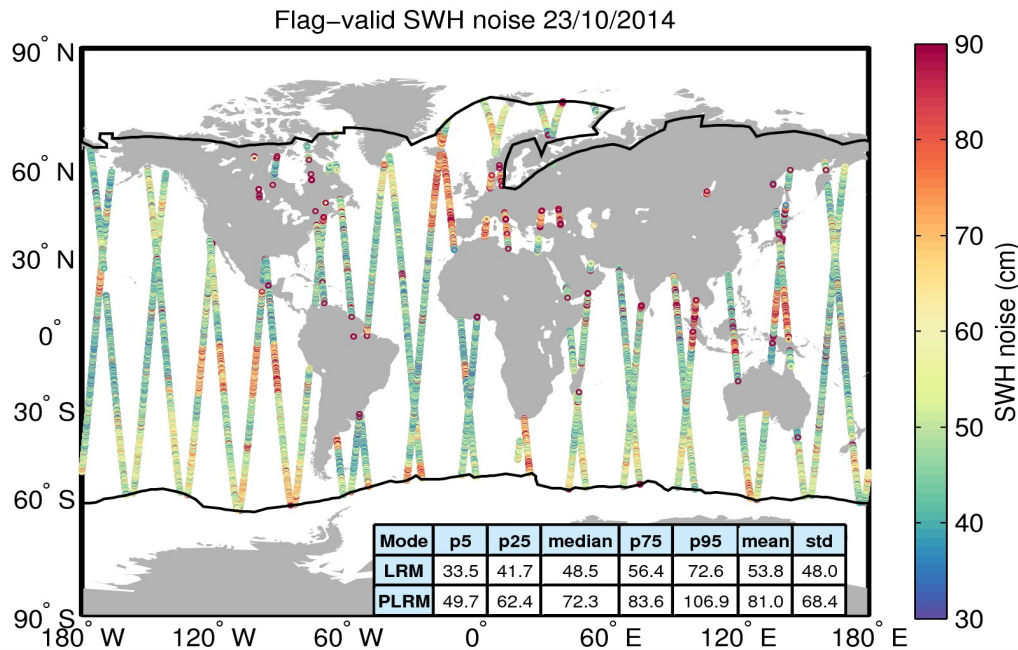 Flag−valid SWH noise 23/10/2014
90° N
60° N
30° N
0°
30° S
60° S
90° S
180° W
120° W
60° W
0°
60° E
120° E
180° E
Mode p5 p25 median p75 p95 mean std
LRM 33.5 41.7 48.5 56.4 72.6 53.8 48.0
PLRM 49.7 62.4 72.3 83.6 106.9 81.0 68.4
90
80
70
60
50
40
30
SWH noise (cm)